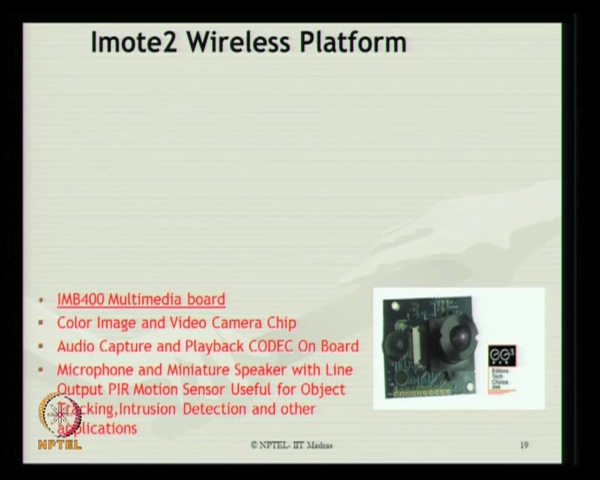 Imote2 Wireless Platform
IMB400 Multimedia board
Color Image and Video Camera Chip
Audio Capture and Playback CODEC On Board
Microphone and Miniature Speaker with Line
Output PIR Motion Sensor Useful for Object
Tracking,Intrusion Detection and other
applications
NPTEL
© NPTEL- IIT Madras
19